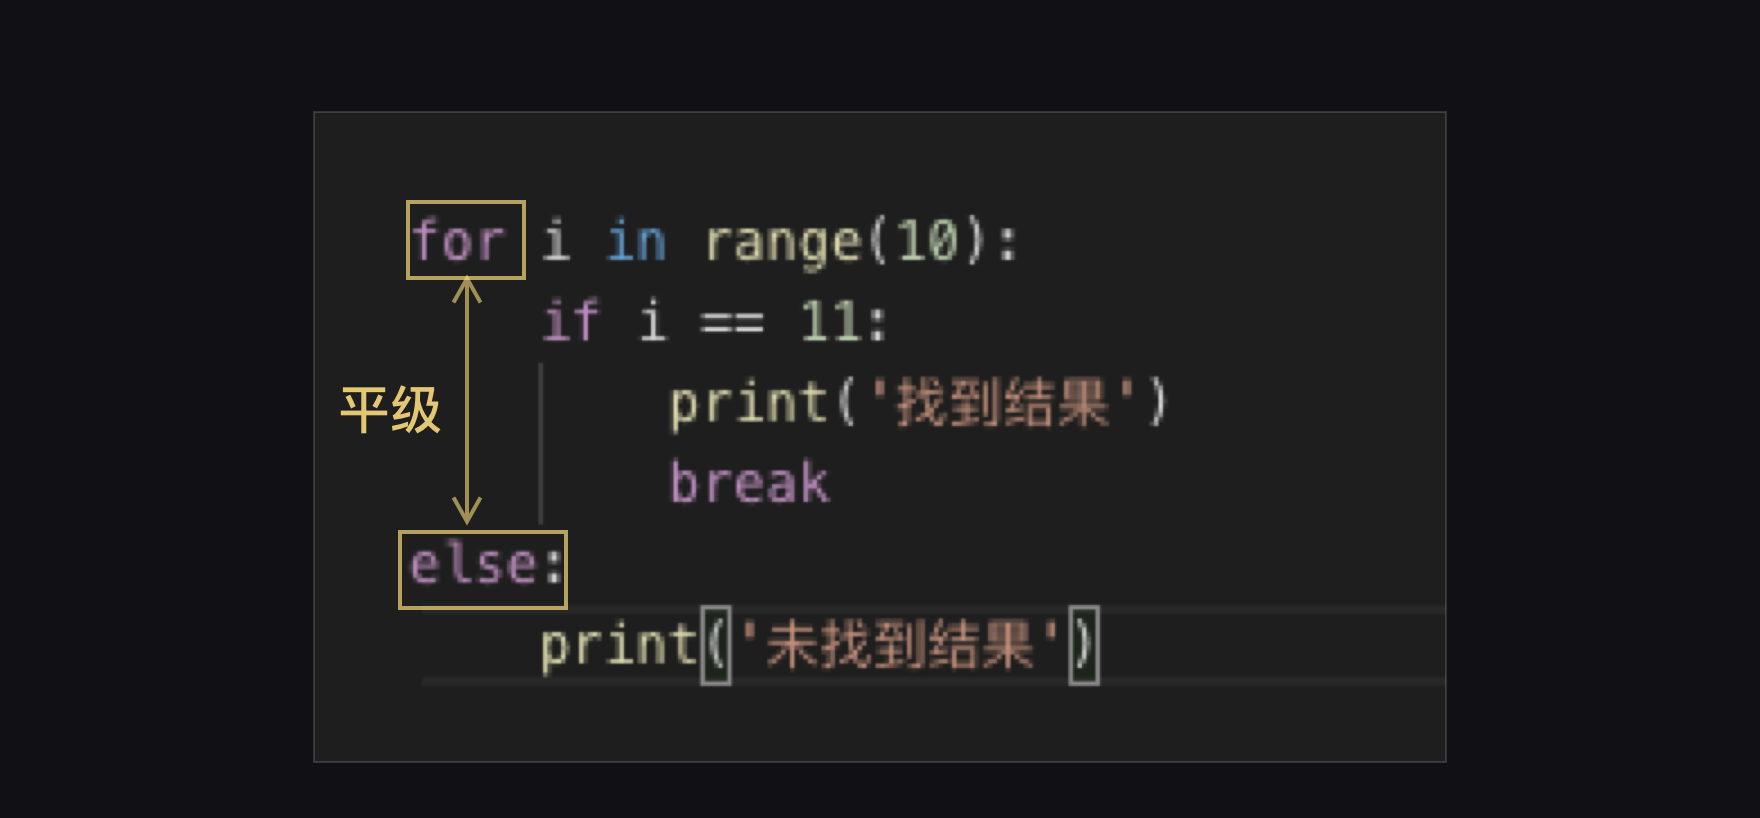 for i in range(10):
if i == 11:
print('找到结果')
平级
break
else:
print('未找到结果')